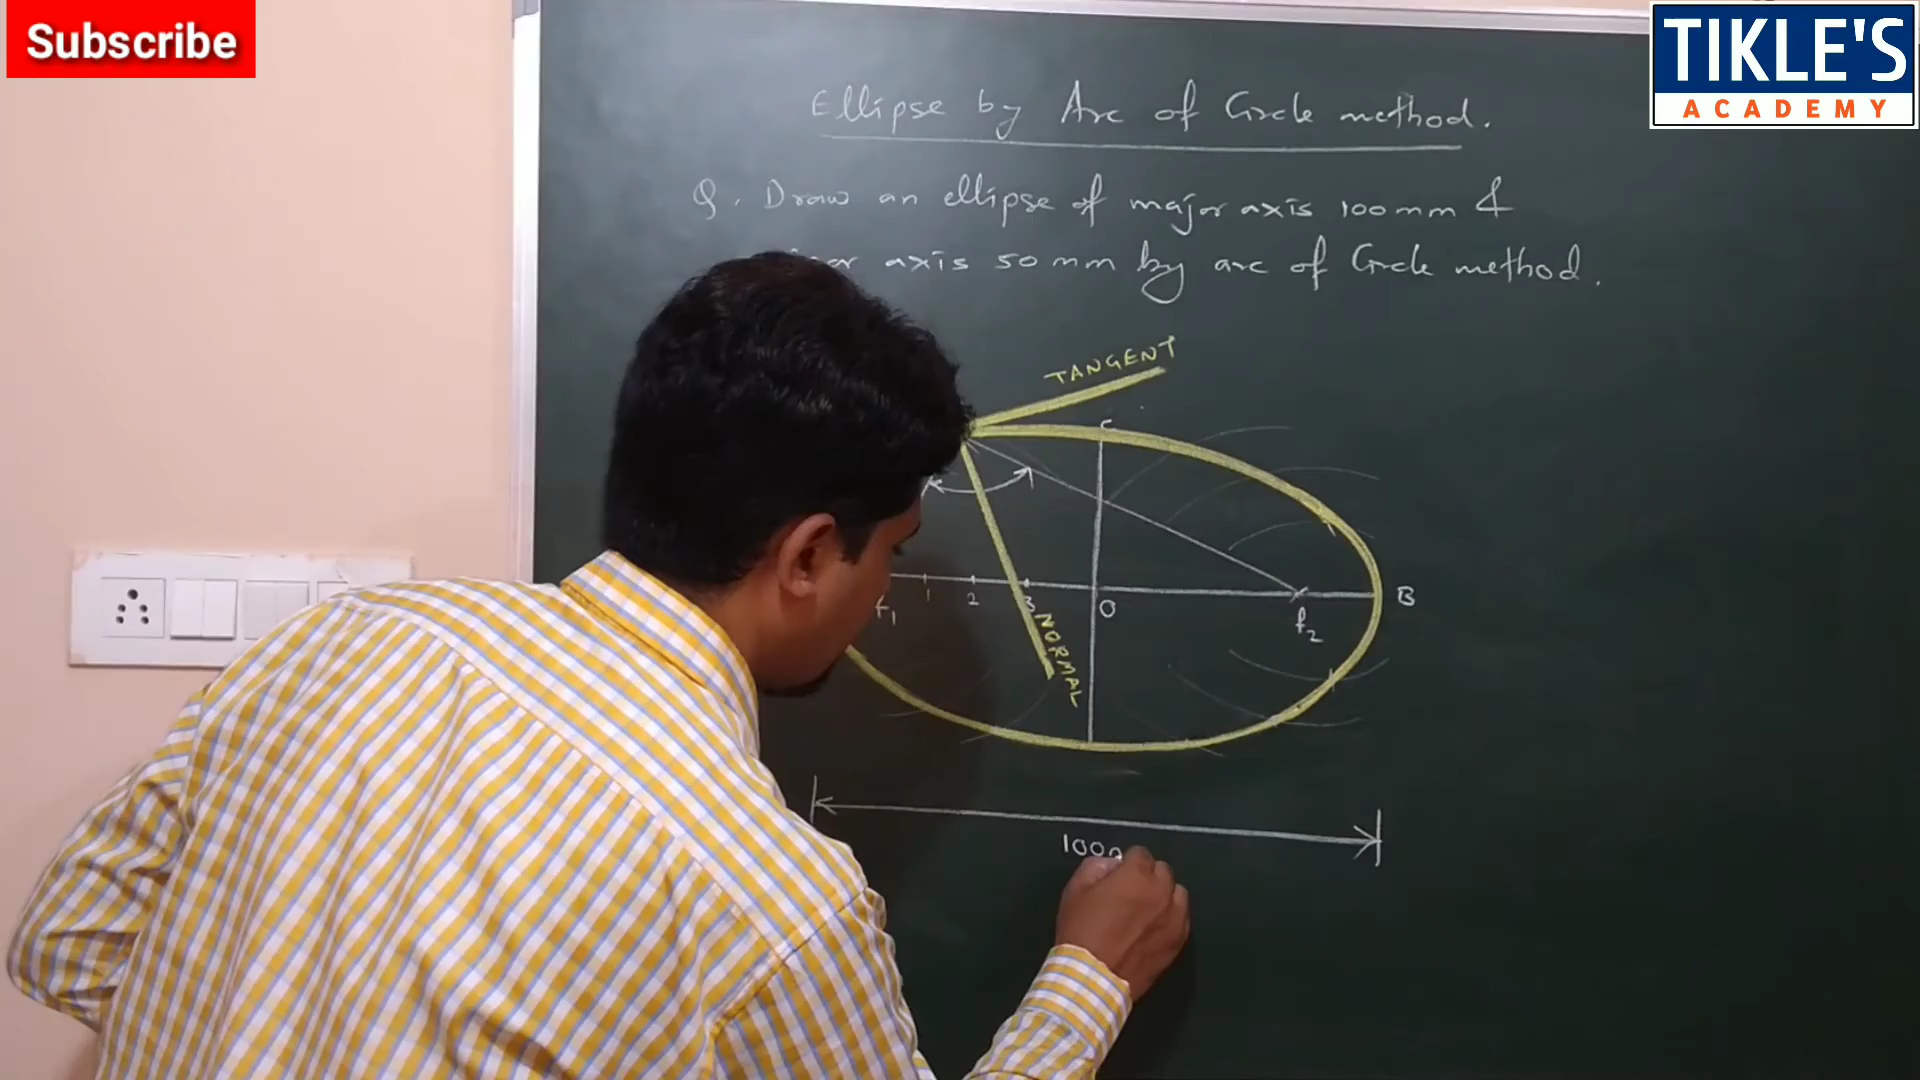 Subscribe
TIKLE'S
ACADEMY
Ellipse by Arc of Circle method.
Q. Draw an ellipse of major axis 100 mm &
axis 50 mm by arc of Circle method.
TANGENT
C
1 2 3 O B
F1 F2
NORMAL
100